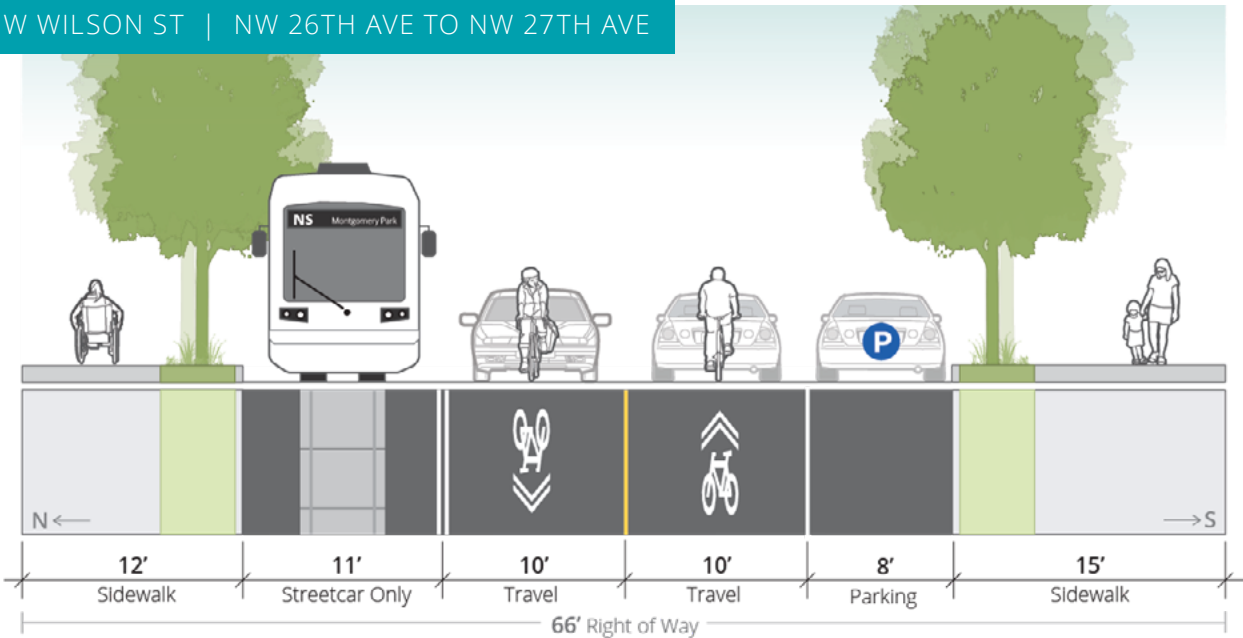 W WILSON ST | NW 26TH AVE TO NW 27TH AVE
NS Montgomery Park
P
N
S
12' 11' 10' 10' 8' 15'
Sidewalk Streetcar Only Travel Travel Parking Sidewalk
66' Right of Way